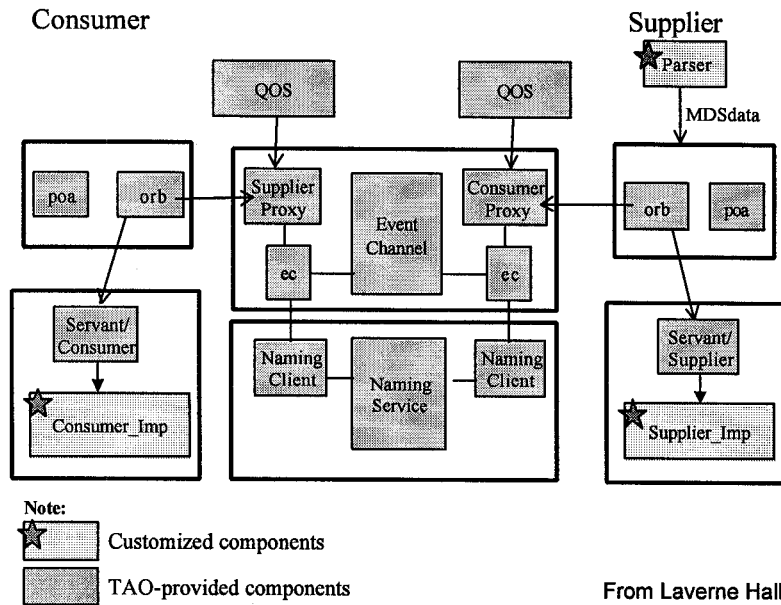 Consumer
Supplier
QOS
QOS
Parser
MDSdata
poa
orb
Supplier
Proxy
Event
Channel
Consumer
Proxy
orb
poa
ec
ec
Servant/
Consumer
Naming
Client
Naming
Service
Naming
Client
Servant/
Supplier
Consumer_Imp
Supplier_Imp
Note:
Customized components
TAO-provided components
From Laverne Hall